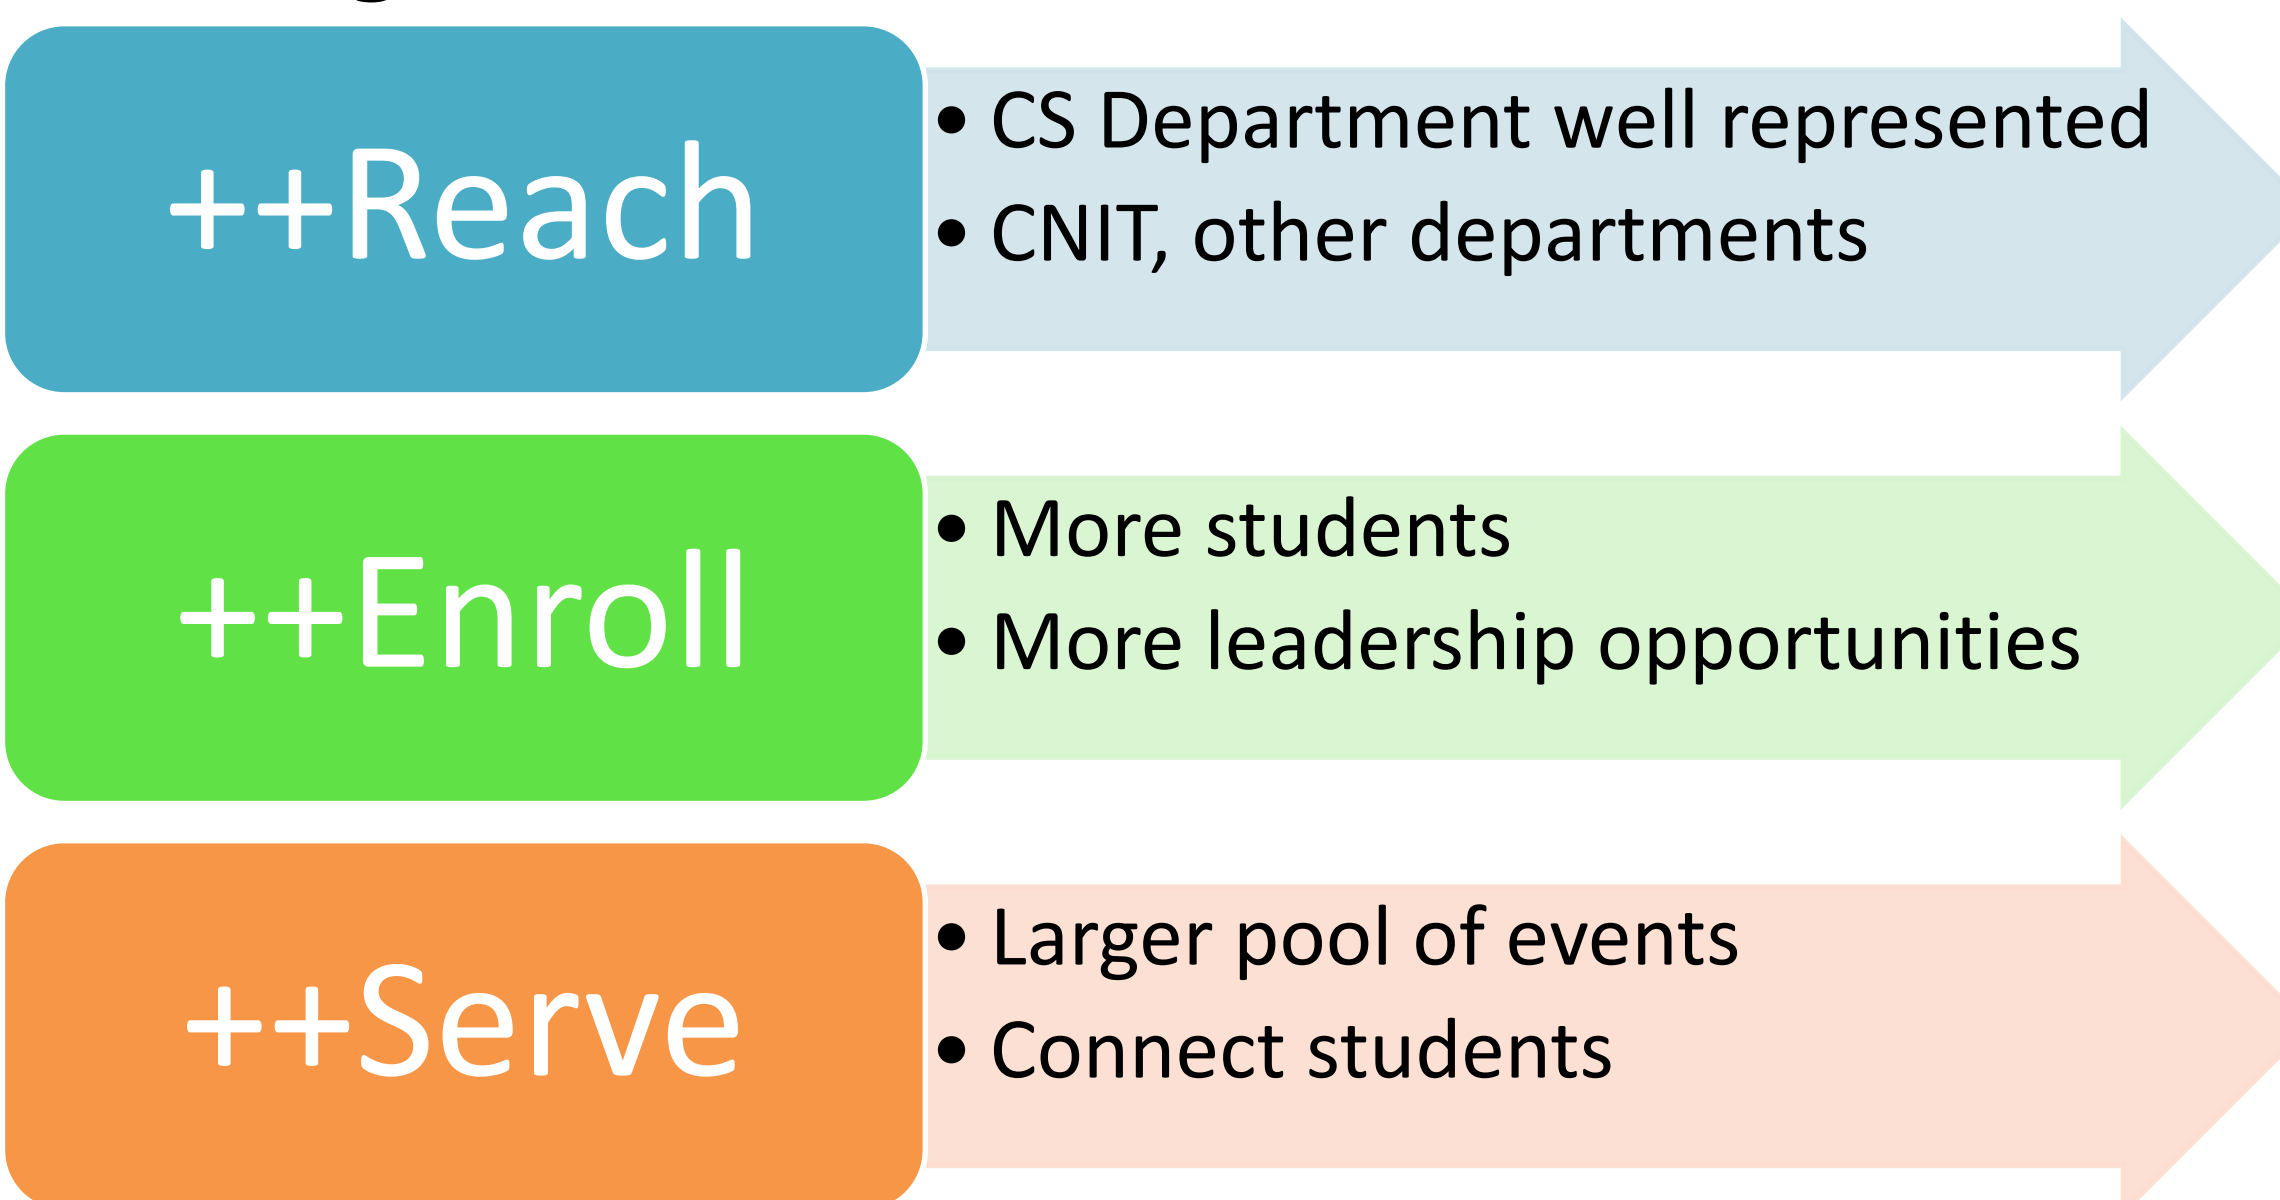 ++Reach
• CS Department well represented
• CNIT, other departments
++Enroll
• More students
• More leadership opportunities
++Serve
• Larger pool of events
• Connect students